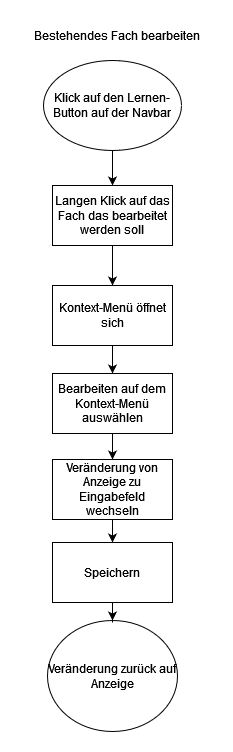 Bestehendes Fach bearbeiten
Klick auf den Lernen-
Button auf der Navbar
Langen Klick auf das
Fach das bearbeitet
werden soll
Kontext-Menü öffnet
sich
Bearbeiten auf dem
Kontext-Menü
auswählen
Veränderung von
Anzeige zu
Eingabefeld
wechseln
Speichern
Veränderung zurück auf
Anzeige